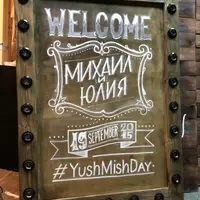 WELCOME
МИХАИЛ
И
ЮЛИЯ
19 SEPTEMBER 2015
#YUSHMISHDAY